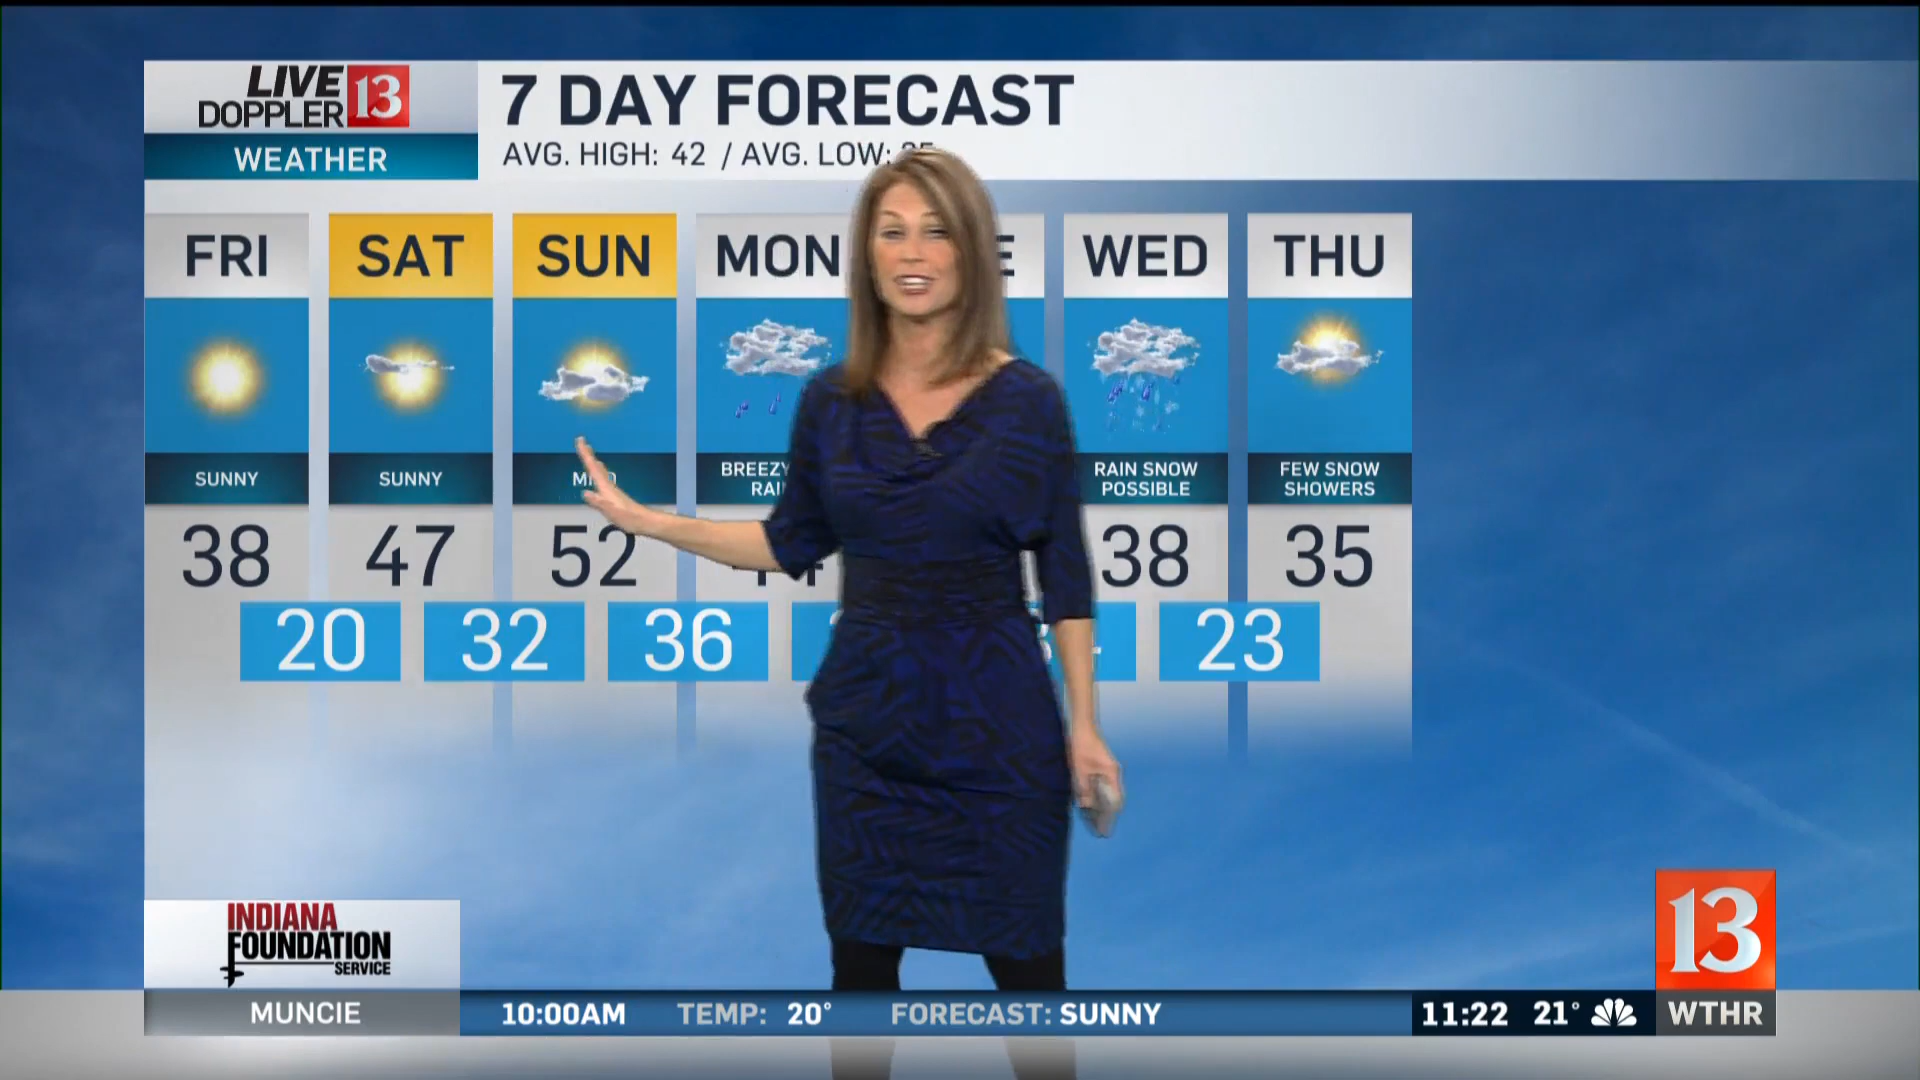 LIVE
DOPPLER 13
WEATHER
7 DAY FORECAST
AVG. HIGH: 42 / AVG. LOW:
FRI SAT SUN MON WED THU
SUNNY SUNNY BREEZY RAIN SNOW POSSIBLE FEW SNOW SHOWERS
38 47 52 38 35
20 32 36 23
INDIANA
FOUNDATION
SERVICE
MUNCIE 10:00AM TEMP: 20° FORECAST: SUNNY 11:22 21°
13
WTHR